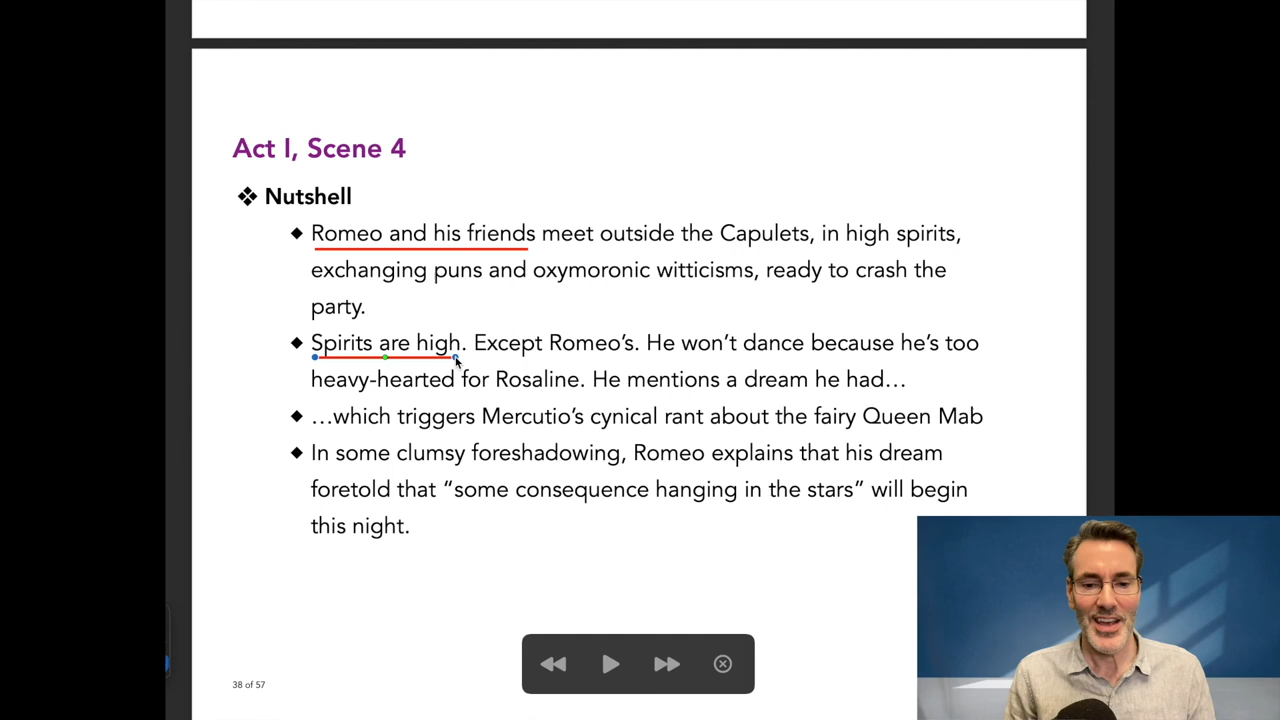 Act I, Scene 4
❖ Nutshell
◆ Romeo and his friends meet outside the Capulets, in high spirits,
exchanging puns and oxymoronic witticisms, ready to crash the
party.
◆ Spirits are high. Except Romeo’s. He won’t dance because he’s too
heavy-hearted for Rosaline. He mentions a dream he had…
◆ …which triggers Mercutio’s cynical rant about the fairy Queen Mab
◆ In some clumsy foreshadowing, Romeo explains that his dream
foretold that “some consequence hanging in the stars” will begin
this night.
38 of 57